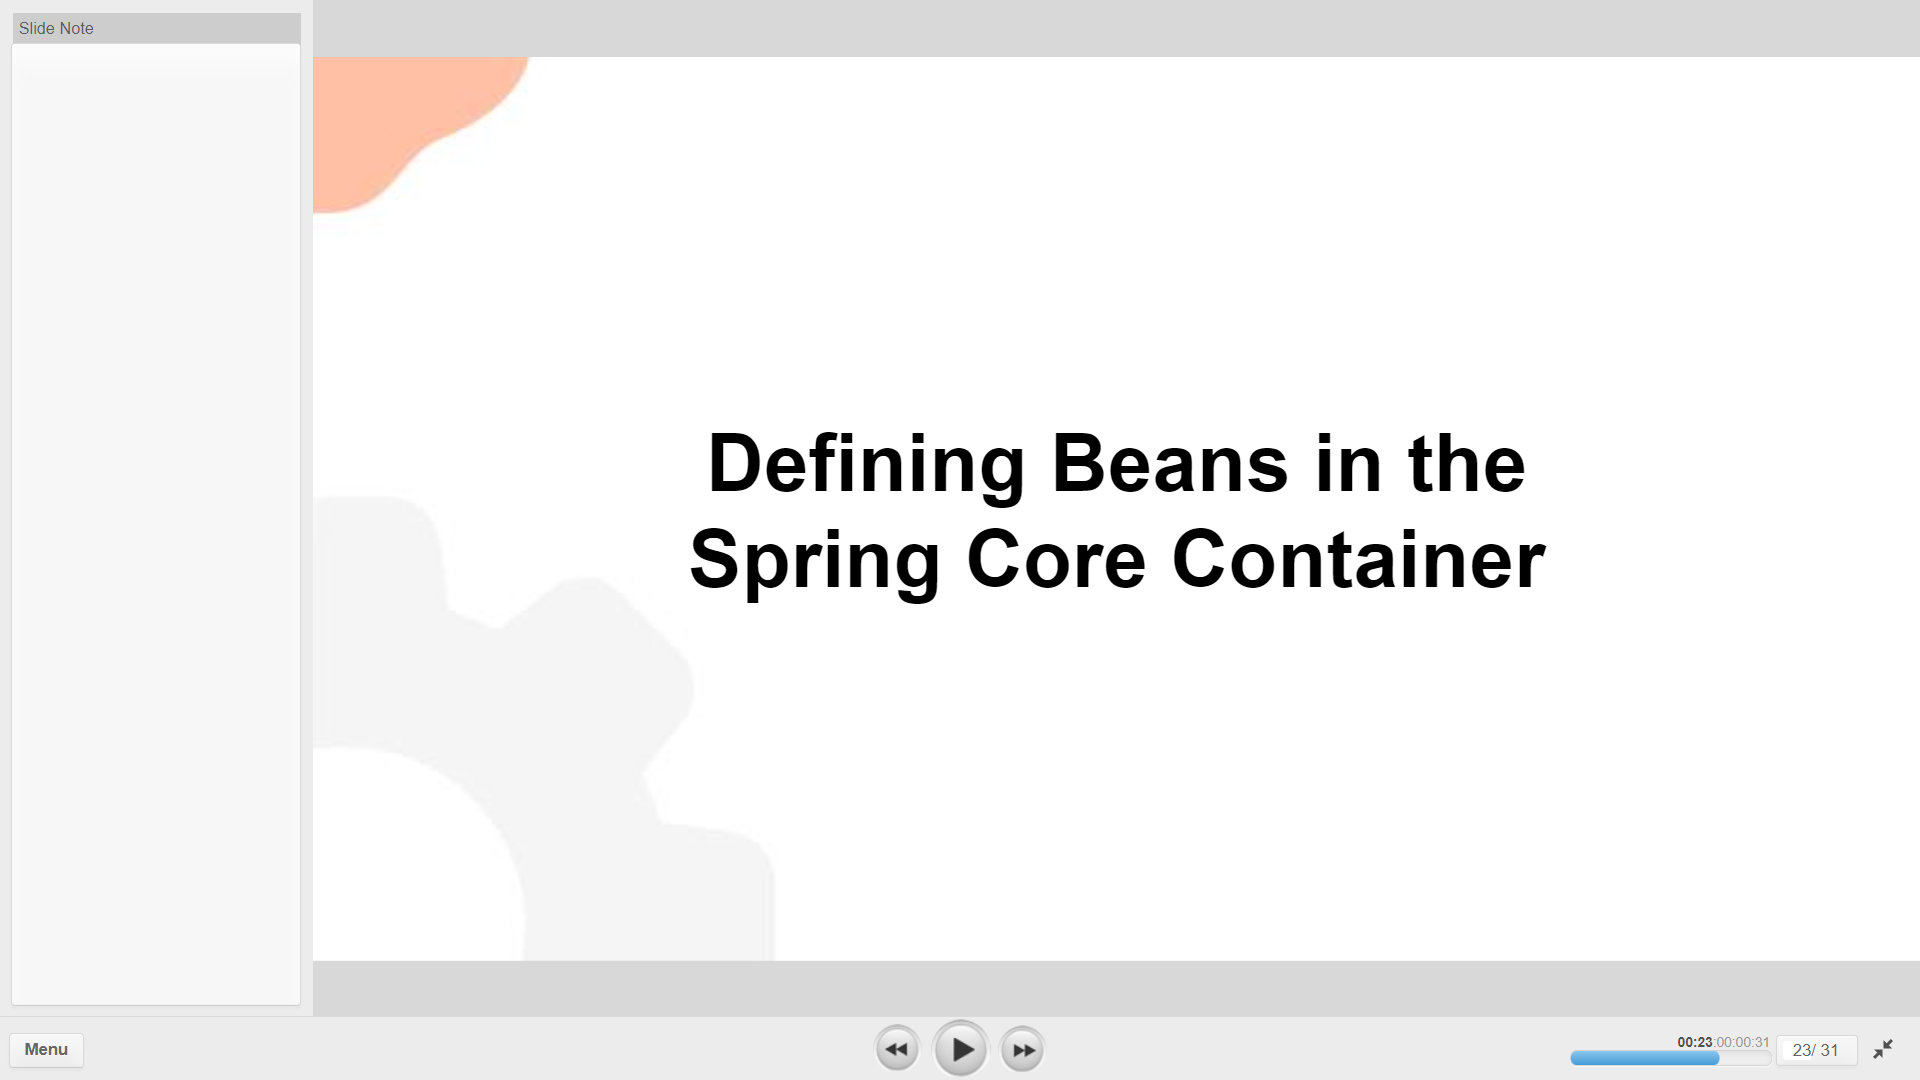 Slide Note
Defining Beans in the
Spring Core Container
Menu
00:23:00:00:31
23/ 31